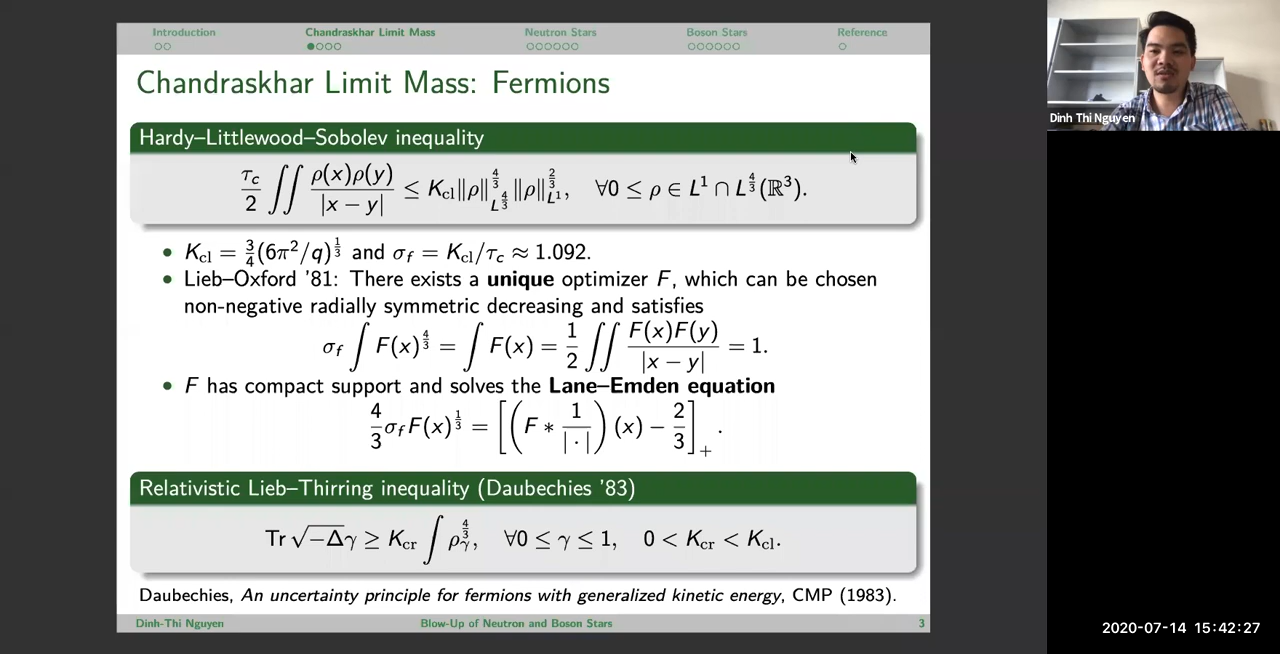 Introduction Chandraskhar Limit Mass Neutron Stars Boson Stars Reference
Chandraskhar Limit Mass: Fermions
Hardy–Littlewood–Sobolev inequality
τ_c/2 ∬ ρ(x)ρ(y)/|x − y| ≤ K_cl‖ρ‖_{L^{4/3}}^{4/3}‖ρ‖_{L^1}^{2/3}, ∀0 ≤ ρ ∈ L^1 ∩ L^{4/3}(ℝ^3).
• K_cl = 3/4(6π^2/q)^{1/3} and σ_f = K_cl/τ_c ≈ 1.092.
• Lieb–Oxford '81: There exists a unique optimizer F, which can be chosen
non-negative radially symmetric decreasing and satisfies
σ_f ∫ F(x)^{4/3} = ∫ F(x) = 1/2 ∬ F(x)F(y)/|x − y| = 1.
• F has compact support and solves the Lane–Emden equation
4/3 σ_f F(x)^{1/3} = [(F * 1/|·|)(x) − 2/3]_+.
Relativistic Lieb–Thirring inequality (Daubechies '83)
Tr √−Δγ ≥ K_cr ∫ ρ_γ^{4/3}, ∀0 ≤ γ ≤ 1, 0 < K_cr < K_cl.
Daubechies, An uncertainty principle for fermions with generalized kinetic energy, CMP (1983).
Dinh-Thi Nguyen Blow-Up of Neutron and Boson Stars 3
Dinh Thi Nguyen
2020-07-14 15:42:27